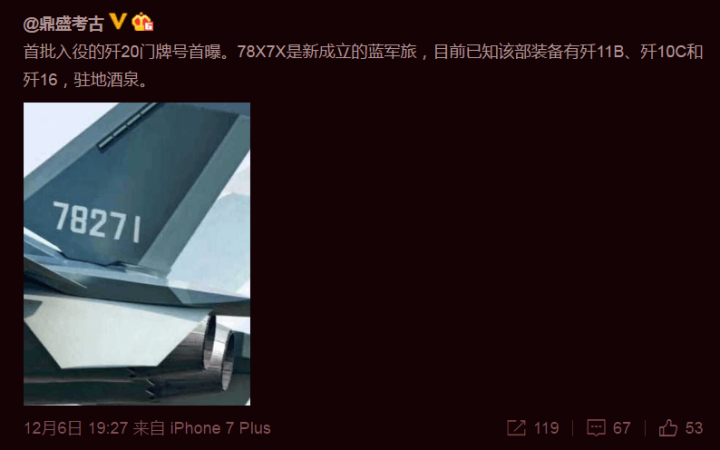 @鼎盛考古
首批入役的歼20门牌号首曝。78X7X是新成立的蓝军旅，目前已知该部装备有歼11B、歼10C和
歼16，驻地酒泉。
78271
12月6日 19:27 来自 iPhone 7 Plus 119 67 53